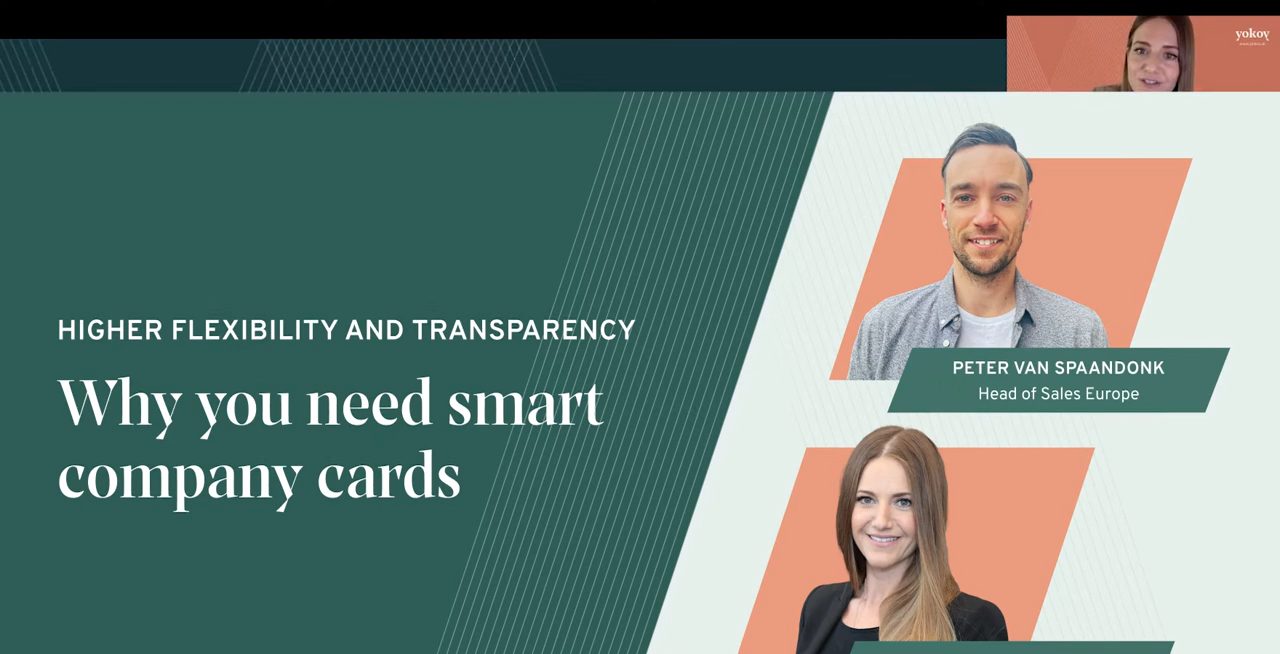 yokoy
HIGHER FLEXIBILITY AND TRANSPARENCY
Why you need smart
company cards
PETER VAN SPAANDONK
Head of Sales Europe